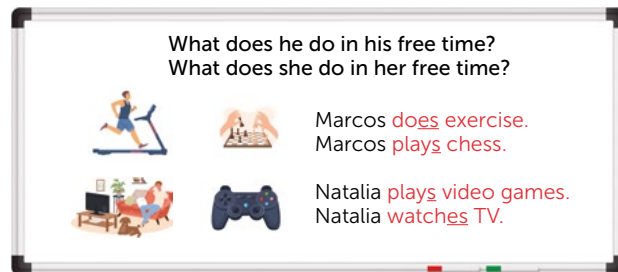 What does he do in his free time?
What does she do in her free time?
Marcos does exercise.
Marcos plays chess.
Natalia plays video games.
Natalia watches TV.